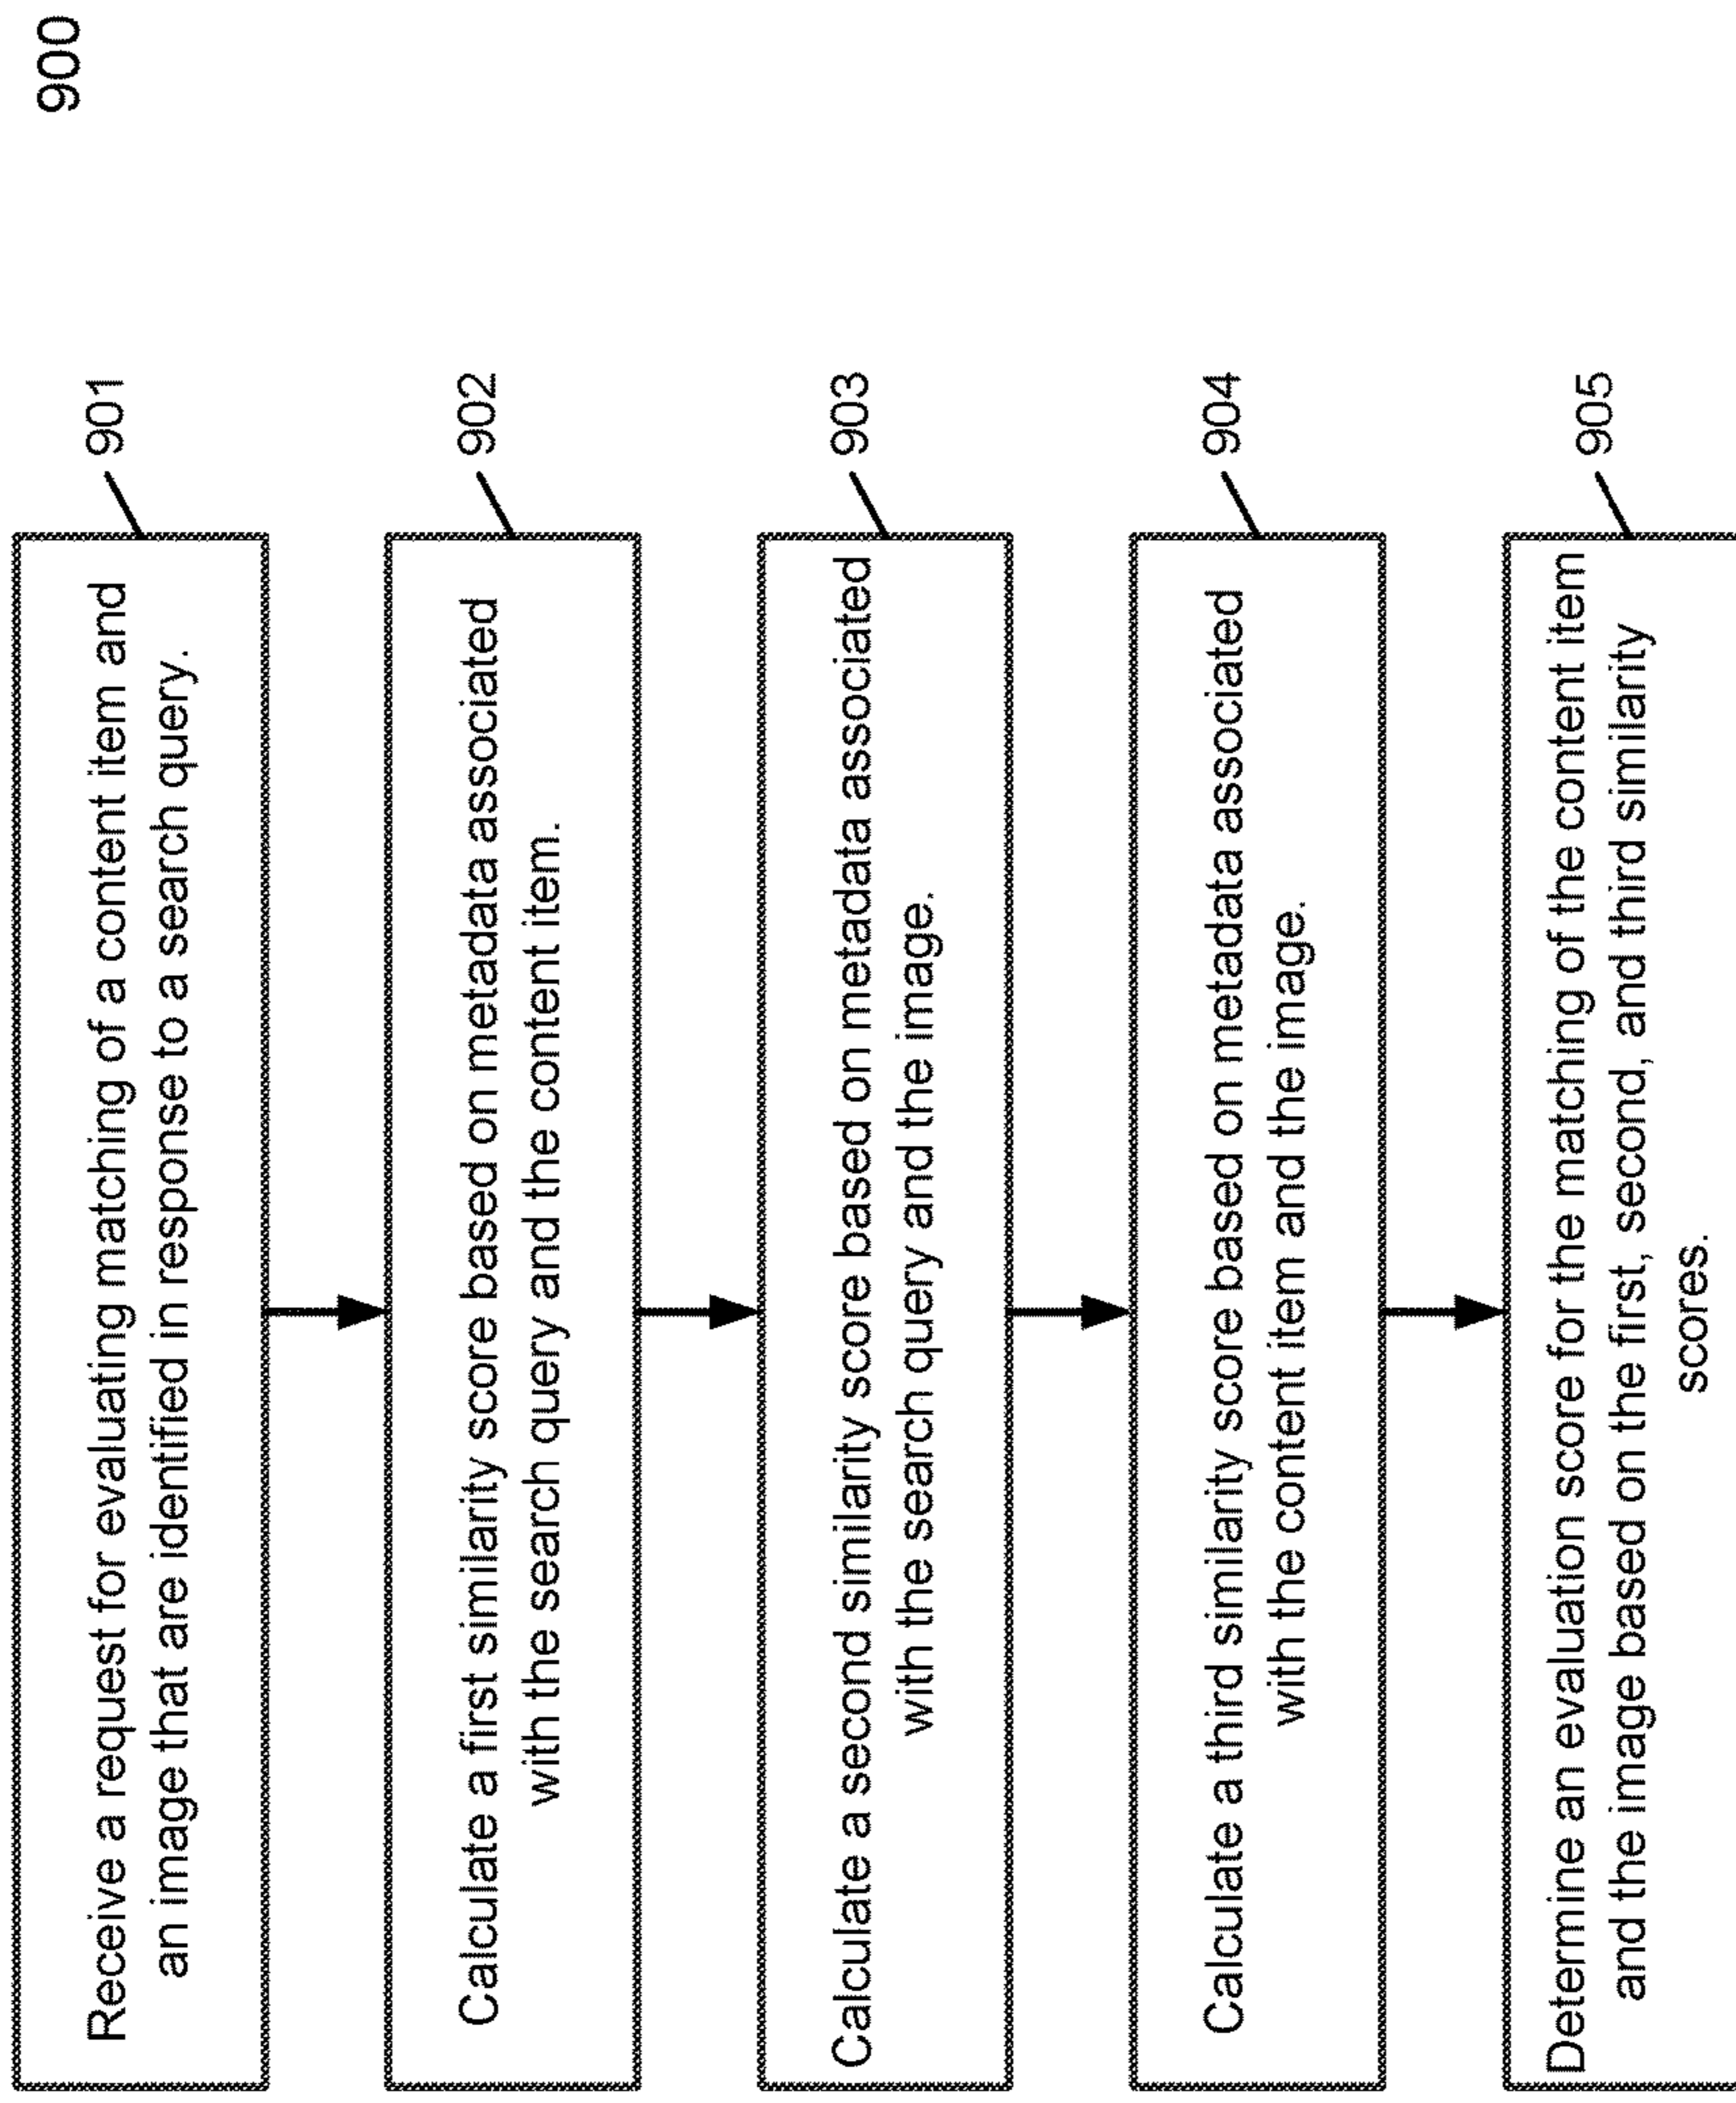 900
Receive a request for evaluating matching of a content item and
an image that are identified in response to a search query.
901
Calculate a first similarity score based on metadata associated
with the search query and the content item.
902
Calculate a second similarity score based on metadata associated
with the search query and the image.
903
Calculate a third similarity score based on metadata associated
with the content item and the image.
904
Determine an evaluation score for the matching of the content item
and the image based on the first, second, and third similarity
scores.
905